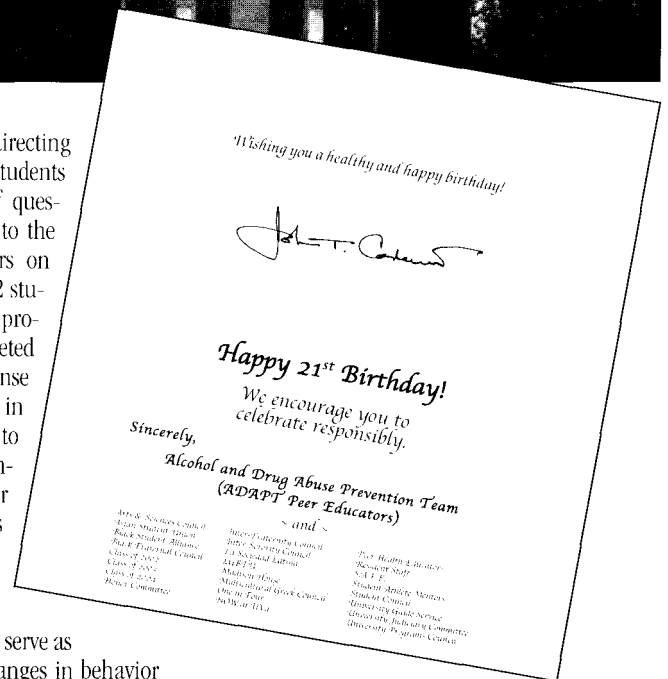 irecting
tudents
ques-
to the
rs on
2 stu-
pro-
eted
nse
in
to
n-
r
s
serve as
anges in behavior
Wishing you a healthy and happy birthday!
John T.
Happy 21st Birthday!
We encourage you to
celebrate responsibly.
Sincerely,
Alcohol and Drug Abuse Prevention Team
(ADAPT Peer Educators)
~ and ~
Arts & Sciences Council
Asian Student Union
Black Student Alliance
Black Fraternal Council
Class of 2002
Class of 2003
Class of 2004
Honor Committee
Inter-Fraternity Council
Inter-Sorority Council
La Sociedad Latina
Madison House
Multicultural Greek Council
One in Four
NOW at UVa
Peer Health Educators
Resident Staff
Student Athlete Mentors
Student Council
University Guide Service
University Judiciary Committee
University Programs Council